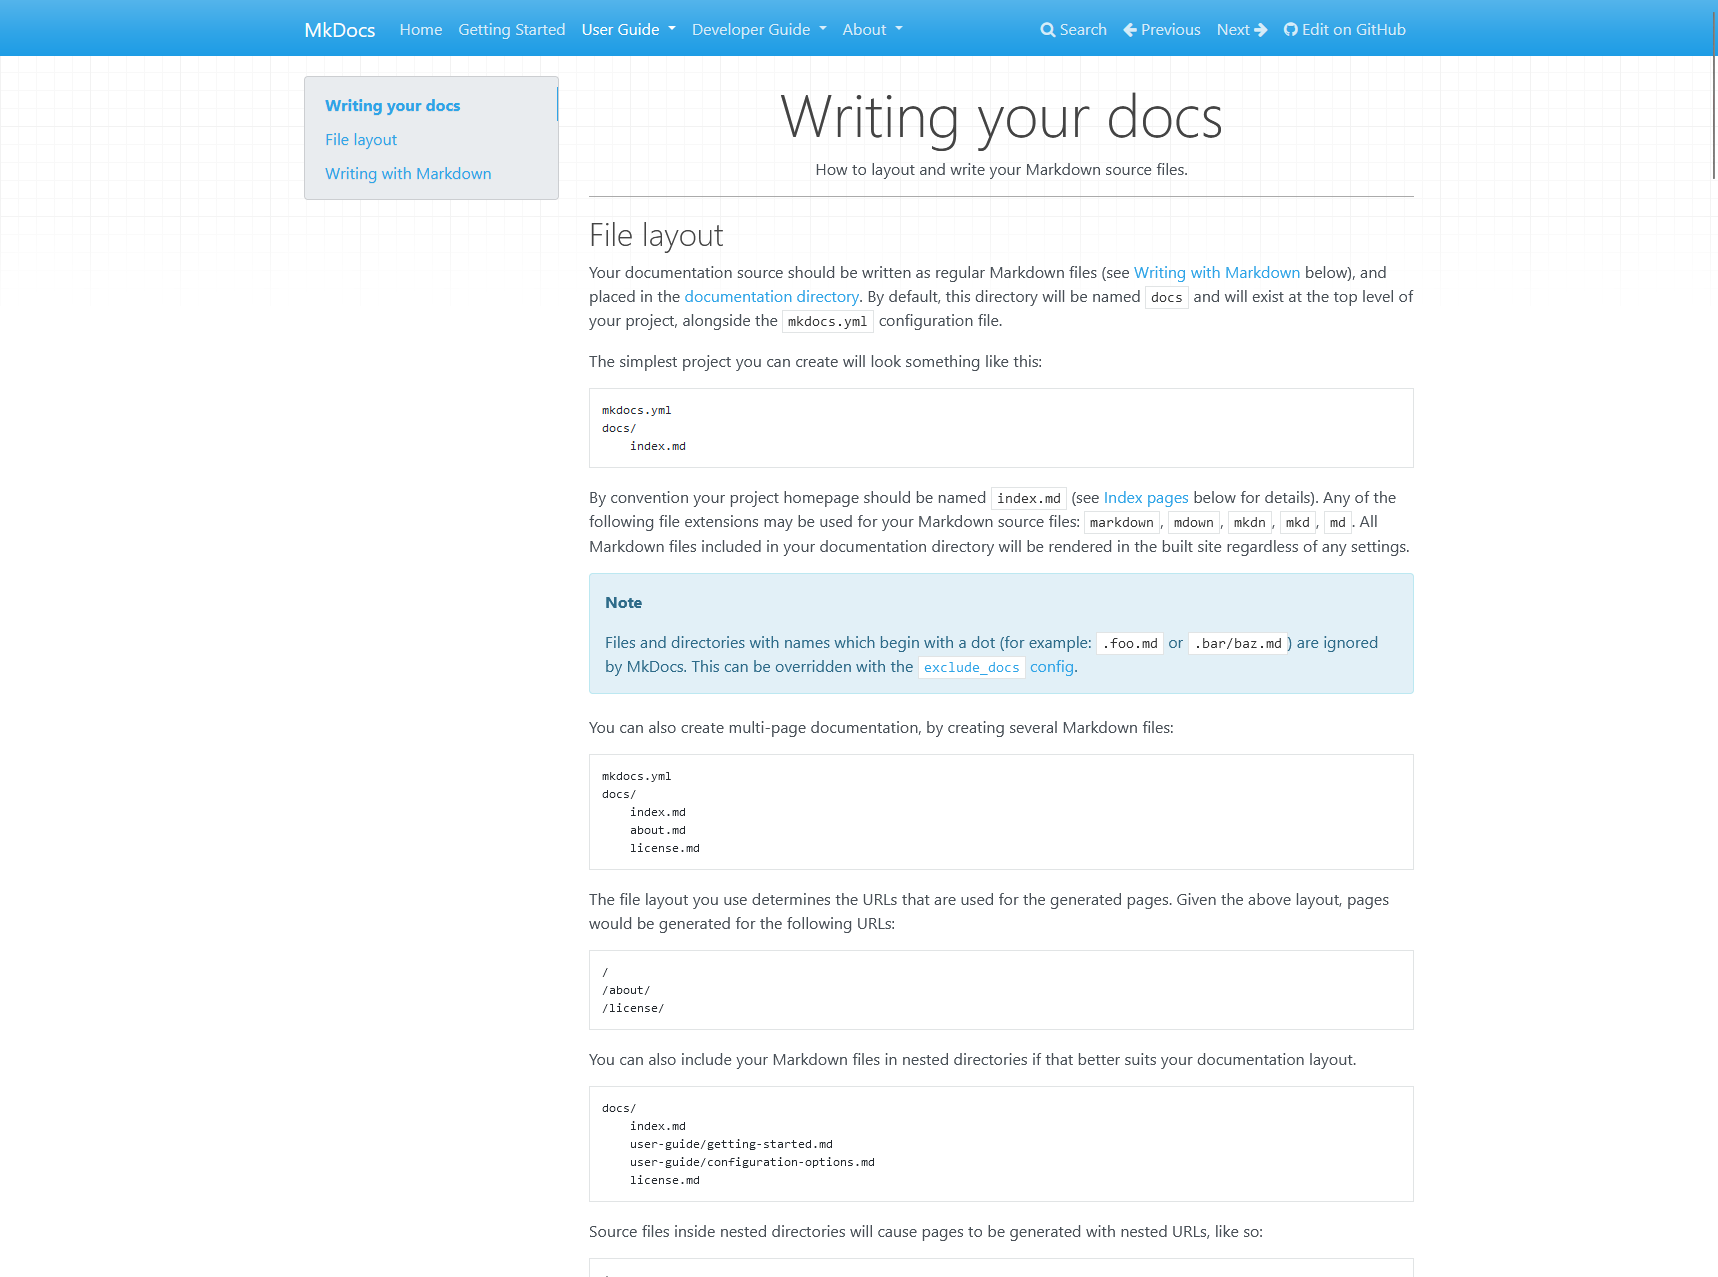 MkDocs Home Getting Started User Guide Developer Guide About Search Previous Next Edit on GitHub
Writing your docs
File layout
Writing with Markdown
Writing your docs
How to layout and write your Markdown source files.
File layout
Your documentation source should be written as regular Markdown files (see Writing with Markdown below), and
placed in the documentation directory. By default, this directory will be named docs and will exist at the top level of
your project, alongside the mkdocs.yml configuration file.
The simplest project you can create will look something like this:
mkdocs.yml
docs/
    index.md
By convention your project homepage should be named index.md (see Index pages below for details). Any of the
following file extensions may be used for your Markdown source files: markdown, mdown, mkdn, mkd, md. All
Markdown files included in your documentation directory will be rendered in the built site regardless of any settings.
Note
Files and directories with names which begin with a dot (for example: .foo.md or .bar/baz.md) are ignored
by MkDocs. This can be overridden with the exclude_docs config.
You can also create multi-page documentation, by creating several Markdown files:
mkdocs.yml
docs/
    index.md
    about.md
    license.md
The file layout you use determines the URLs that are used for the generated pages. Given the above layout, pages
would be generated for the following URLs:
/
/about/
/license/
You can also include your Markdown files in nested directories if that better suits your documentation layout.
docs/
    index.md
    user-guide/getting-started.md
    user-guide/configuration-options.md
    license.md
Source files inside nested directories will cause pages to be generated with nested URLs, like so: